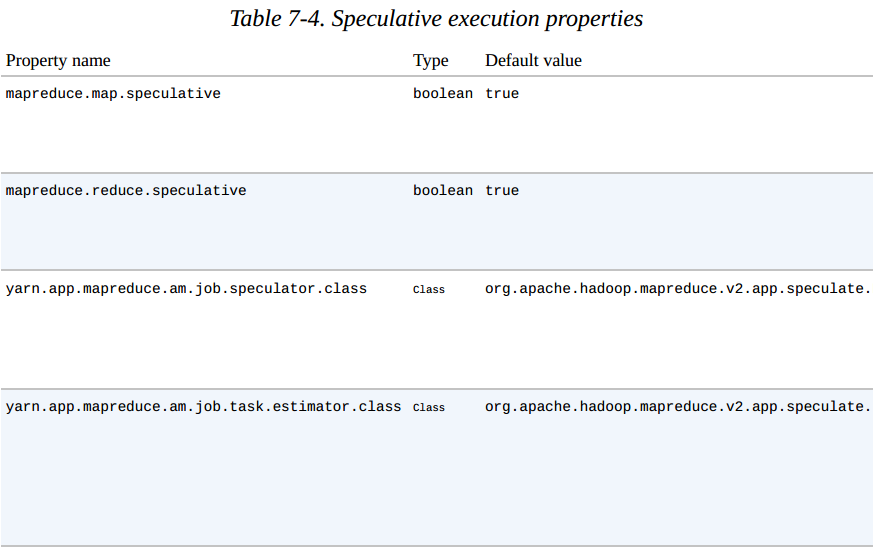 Table 7-4. Speculative execution properties
Property name Type Default value
mapreduce.map.speculative boolean true
mapreduce.reduce.speculative boolean true
yarn.app.mapreduce.am.job.speculator.class Class org.apache.hadoop.mapreduce.v2.app.speculate.
yarn.app.mapreduce.am.job.task.estimator.class Class org.apache.hadoop.mapreduce.v2.app.speculate.